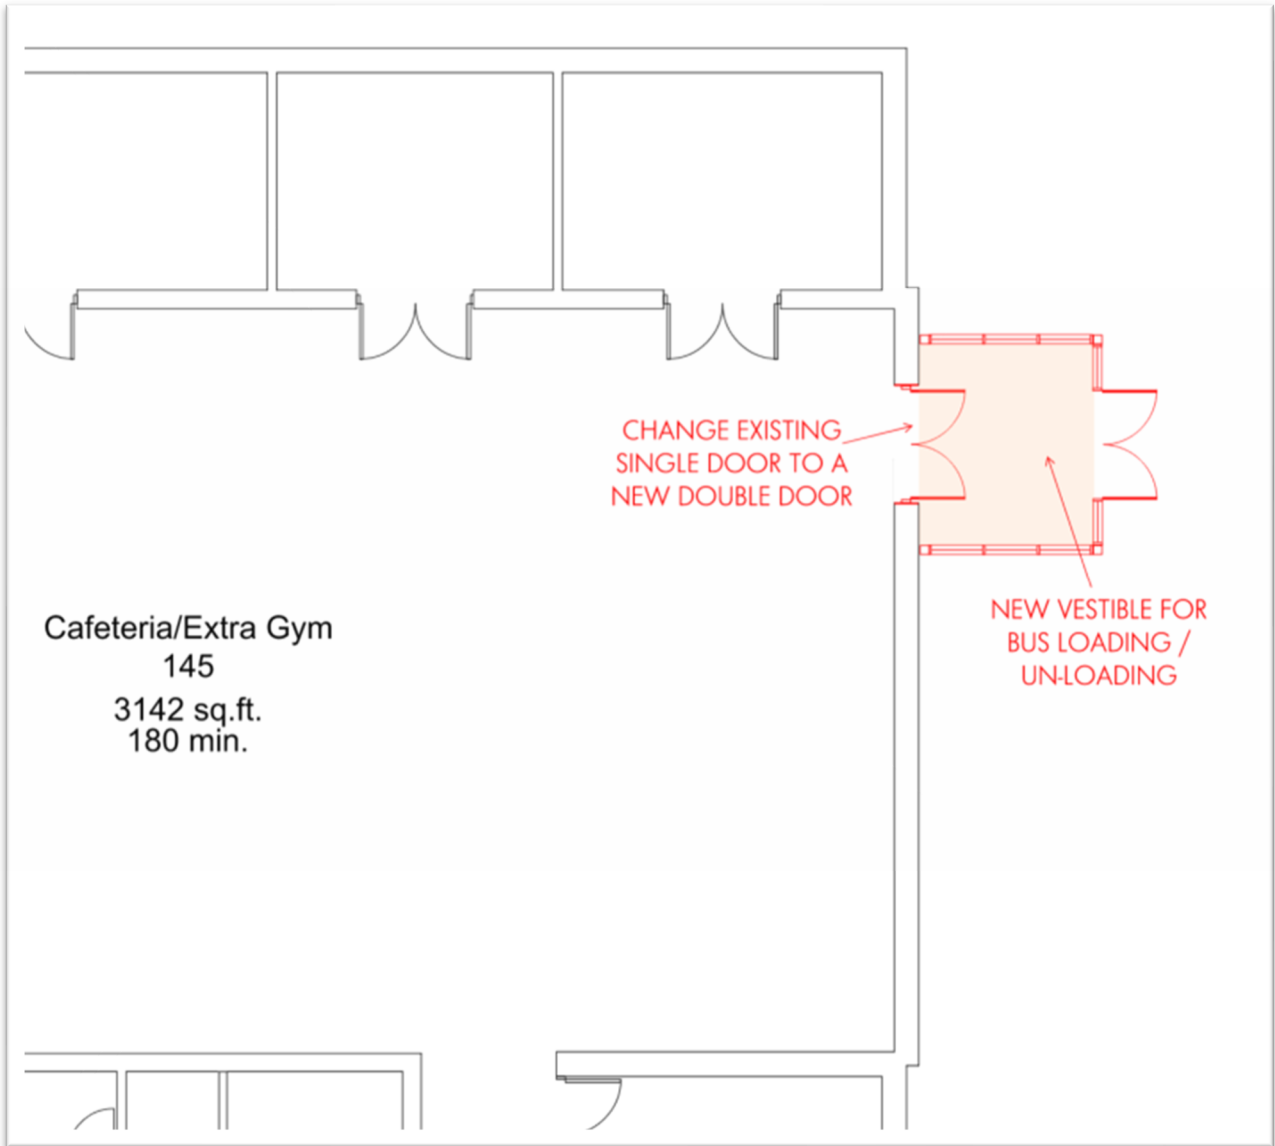 CHANGE EXISTING
SINGLE DOOR TO A
NEW DOUBLE DOOR
NEW VESTIBLE FOR
BUS LOADING /
UN-LOADING
Cafeteria/Extra Gym
145
3142 sq.ft.
180 min.